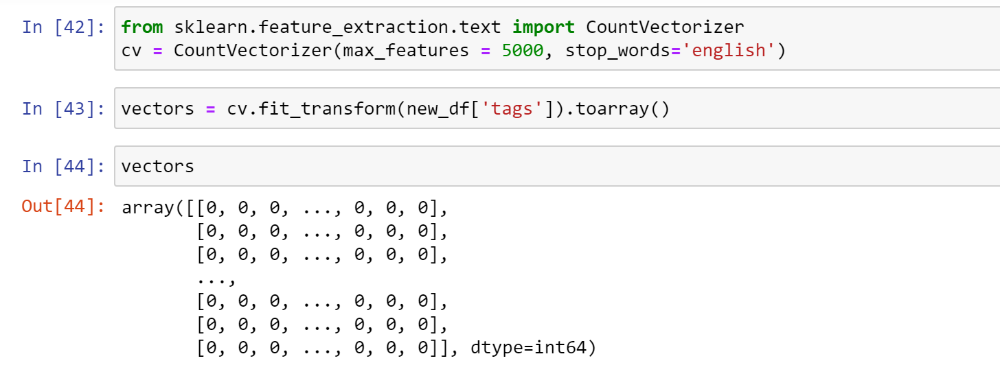 In [42]: from sklearn.feature_extraction.text import CountVectorizer
cv = CountVectorizer(max_features = 5000, stop_words='english')
In [43]: vectors = cv.fit_transform(new_df['tags']).toarray()
In [44]: vectors
Out[44]: array([[0, 0, 0, ..., 0, 0, 0],
[0, 0, 0, ..., 0, 0, 0],
[0, 0, 0, ..., 0, 0, 0],
...,
[0, 0, 0, ..., 0, 0, 0],
[0, 0, 0, ..., 0, 0, 0],
[0, 0, 0, ..., 0, 0, 0]], dtype=int64)